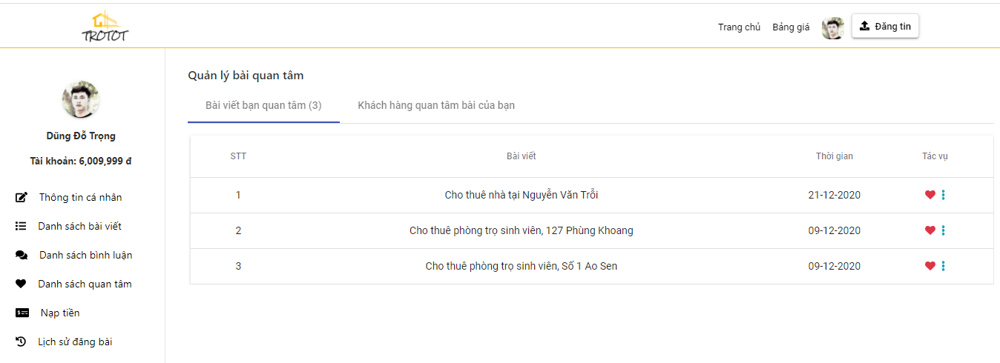 TROTOT
Trang chủ Bảng giá Đăng tin
Dũng Đỗ Trọng
Tài khoản: 6,009,999 đ
Thông tin cá nhân
Danh sách bài viết
Danh sách bình luận
Danh sách quan tâm
Nạp tiền
Lịch sử đăng bài
Quản lý bài quan tâm
Bài viết bạn quan tâm (3) Khách hàng quan tâm bài của bạn
STT Bài viết Thời gian Tác vụ
1 Cho thuê nhà tại Nguyễn Văn Trỗi 21-12-2020
2 Cho thuê phòng trọ sinh viên, 127 Phùng Khoang 09-12-2020
3 Cho thuê phòng trọ sinh viên, Số 1 Ao Sen 09-12-2020